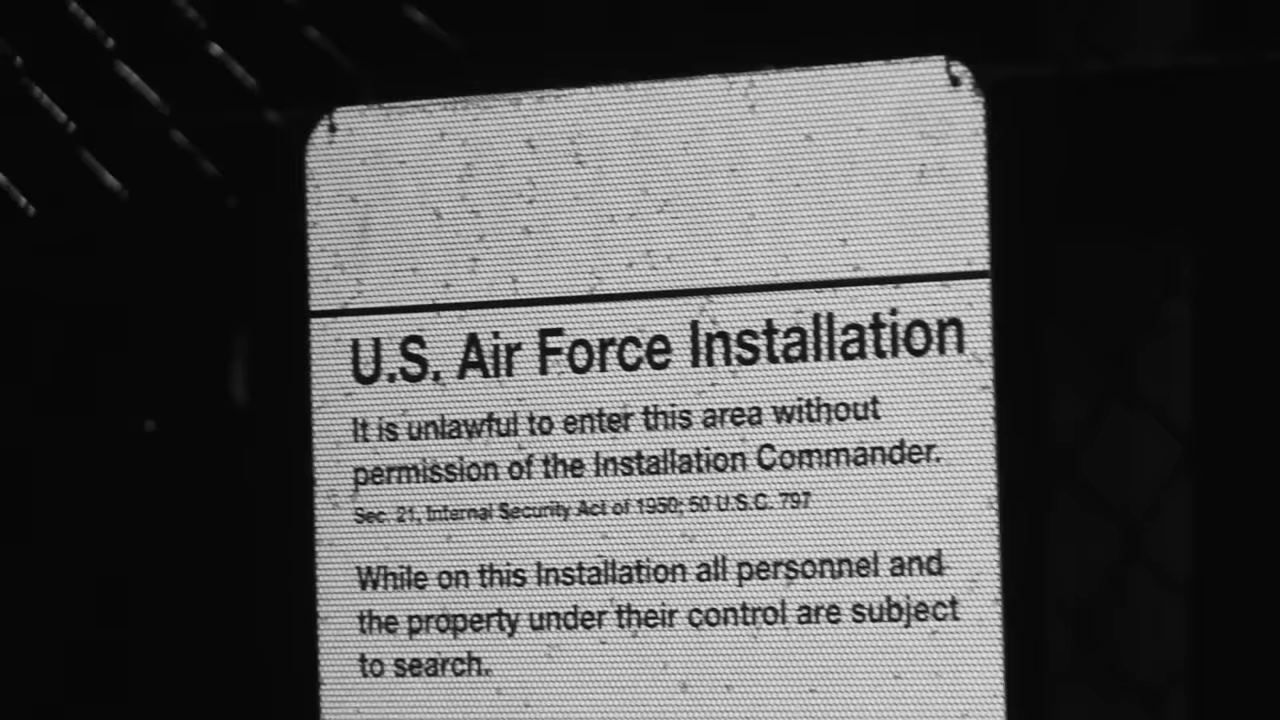 U.S. Air Force Installation
It is unlawful to enter this area without
permission of the Installation Commander.
Sec. 21, Internal Security Act of 1950; 50 U.S.C. 797
While on this Installation all personnel and
the property under their control are subject
to search.